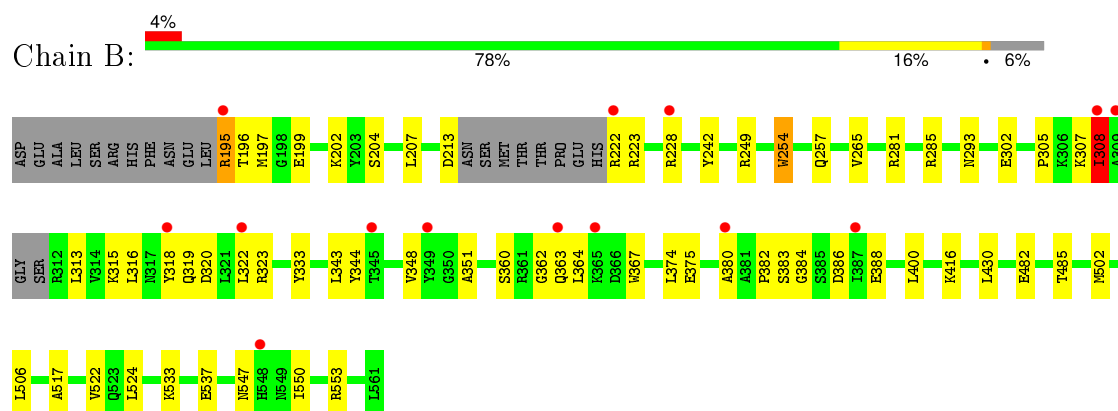 4%
Chain B:
78% 16% • 6%
ASP GLU ALA LEU SER ARG HIS PHE ASN GLU LEU R195 T196 M197 G198 E199 K202 Y203 S204 L207 D213 ASN SER MET THR THR PRO GLU HIS R222 R223 R228 Y242 R249 W254 Q257 V265 R281 R285 N293 E302 P305 K306 K307 I308 A309
GLY SER R312 L313 V314 K315 L316 N317 Y318 Q319 D320 L321 L322 R323 Y333 L343 Y344 T345 V348 Y349 G350 A351 S360 R361 G362 Q363 L364 K365 D366 W367 L374 E375 A380 A381 P382 S383 G384 S385 D386 I387 E388 L400 K416 L430 E482 T485 M502
L506 A517 V522 Q523 L524 K533 E537 N547 H548 N549 I550 R553 L561